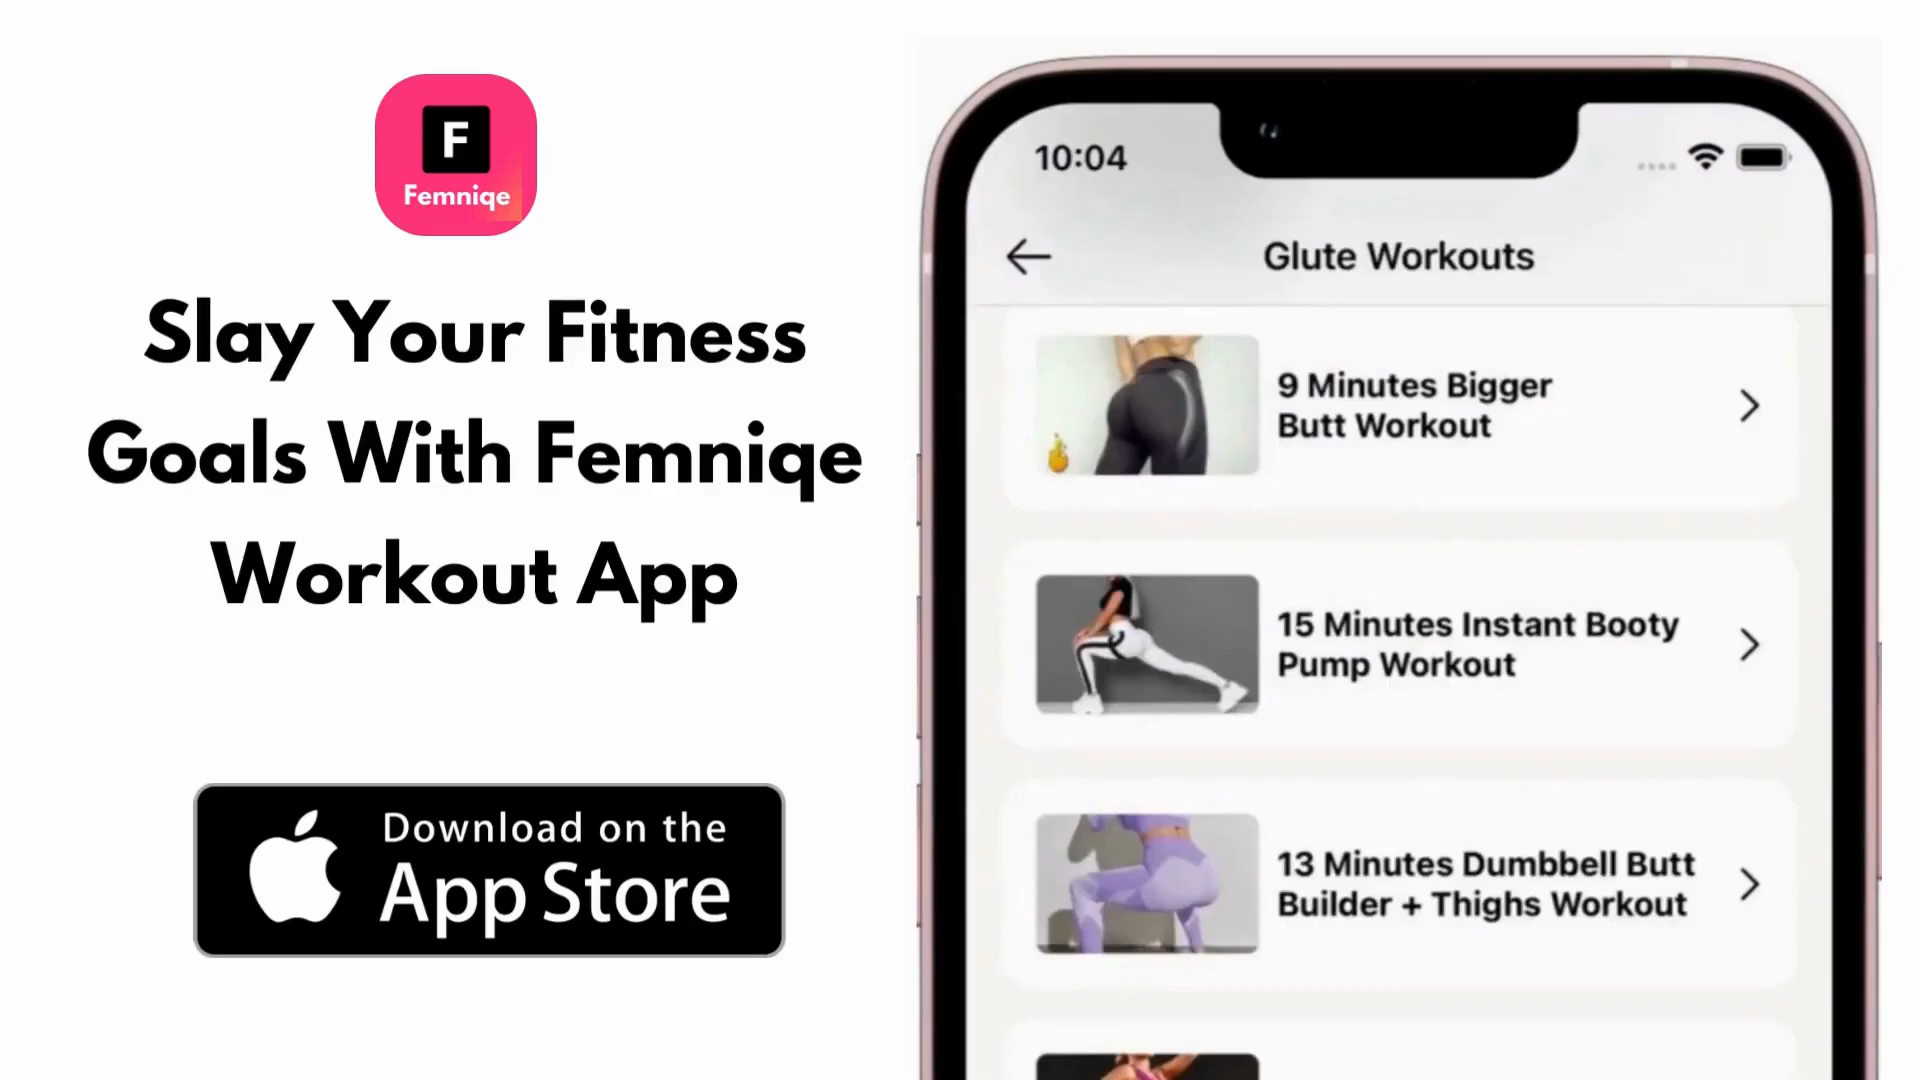 F
Femniqe
Slay Your Fitness
Goals With Femniqe
Workout App
Download on the
App Store
10:04
Glute Workouts
9 Minutes Bigger
Butt Workout
15 Minutes Instant Booty
Pump Workout
13 Minutes Dumbbell Butt
Builder + Thighs Workout